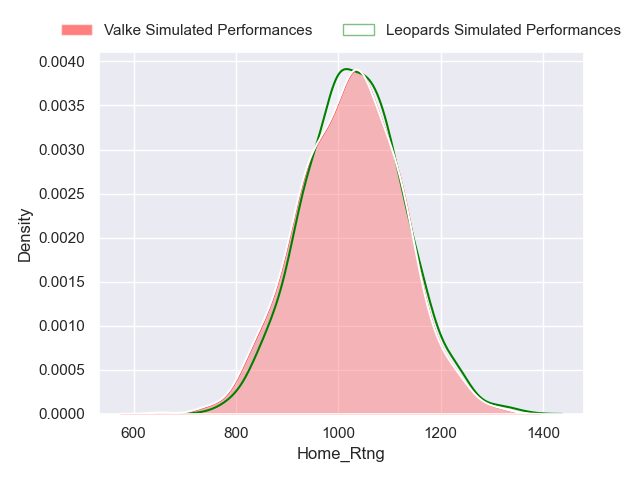 Valke Simulated Performances
Leopards Simulated Performances
0.0040
0.0035
0.0030
0.0025
0.0020
0.0015
0.0010
0.0005
0.0000
Density
600 800 1000 1200 1400
Home_Rtng